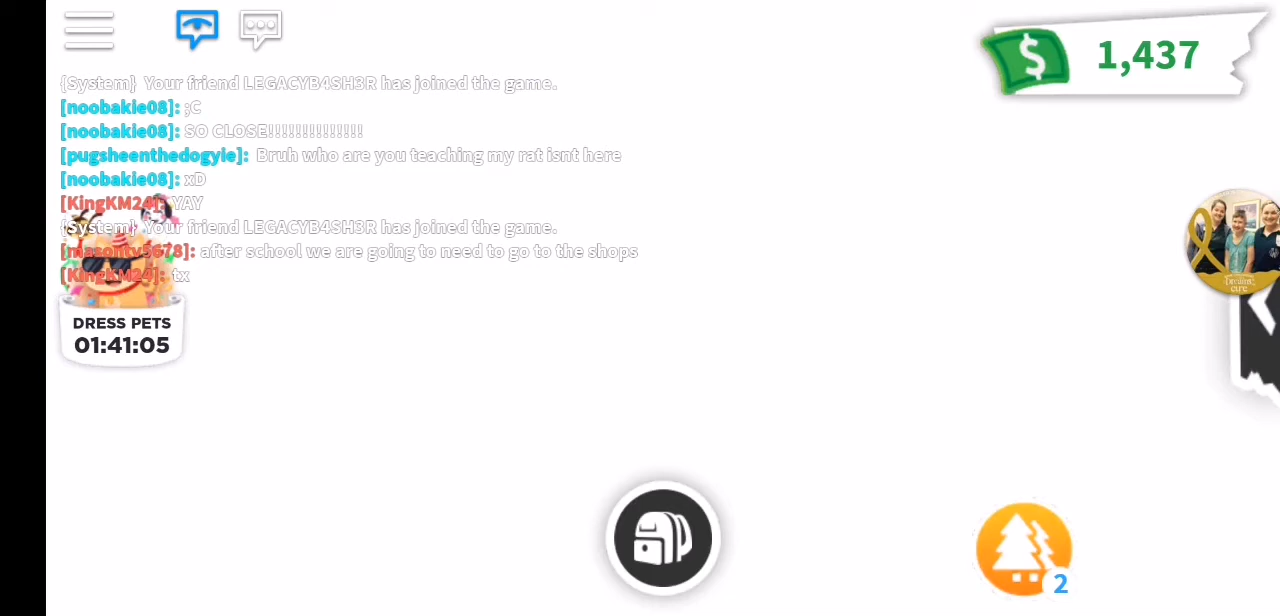 1,437
{System} Your friend LEGACYB4SH3R has joined the game.
[noobakie08]: ;C
[noobakie08]: SO CLOSE!!!!!!!!!!!!!!
[pugsheenthedogyie]: Bruh who are you teaching my rat isnt here
[noobakie08]: xD
[KingKM24]: YAY
{System} Your friend LEGACYB4SH3R has joined the game.
[masontv5678]: after school we are going to need to go to the shops
[KingKM24]: tx
DRESS PETS
01:41:05
2